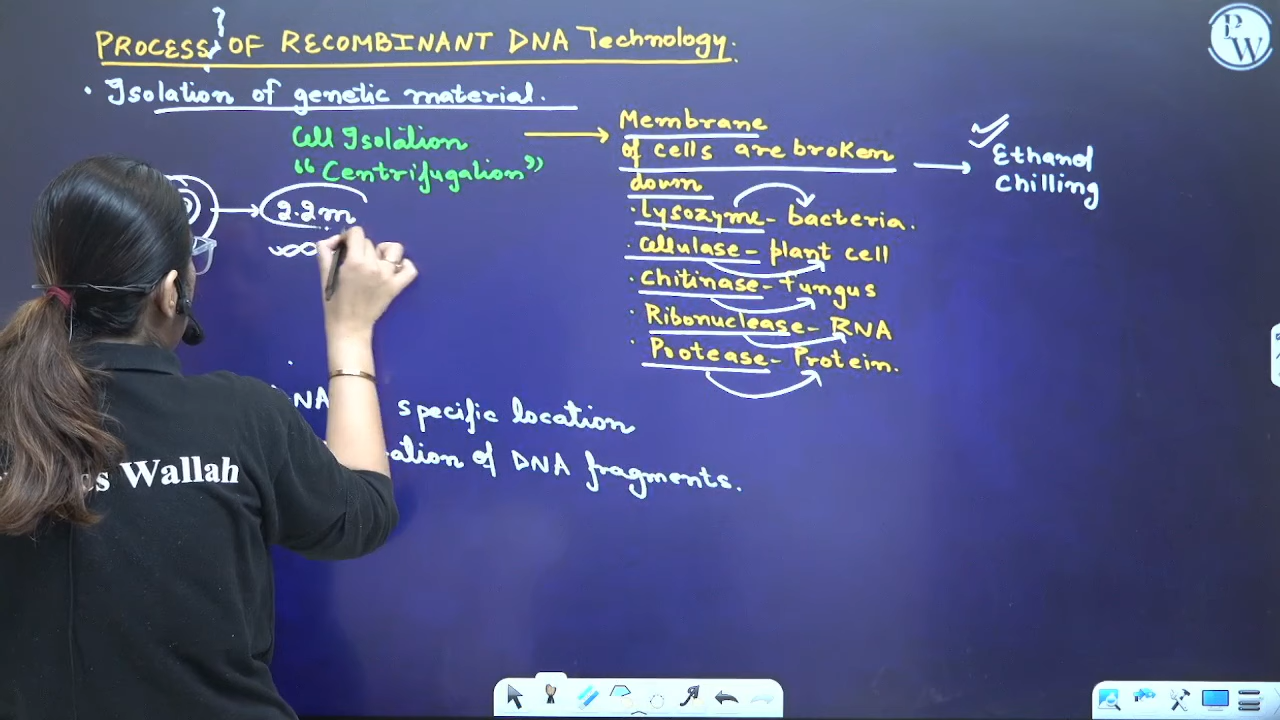 PROCESS OF RECOMBINANT DNA Technology.
?
PW
• Isolation of genetic material.
Cell Isolation
"Centrifugation"
Membrane
of cells are broken
down
• Lysozyme - bacteria.
• Cellulase - plant cell
• Chitinase - fungus
• Ribonuclease - RNA
• Protease - Protein.
Ethanol
Chilling
2.2m
specific location
of DNA fragments.
Wallah